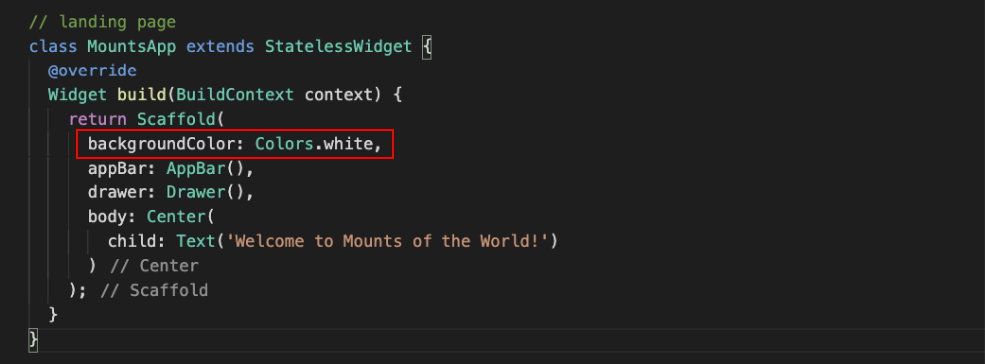 // landing page
class MountsApp extends StatelessWidget {
@override
Widget build(BuildContext context) {
return Scaffold(
backgroundColor: Colors.white,
appBar: AppBar(),
drawer: Drawer(),
body: Center(
child: Text('Welcome to Mounts of the World!')
) // Center
); // Scaffold
}
}